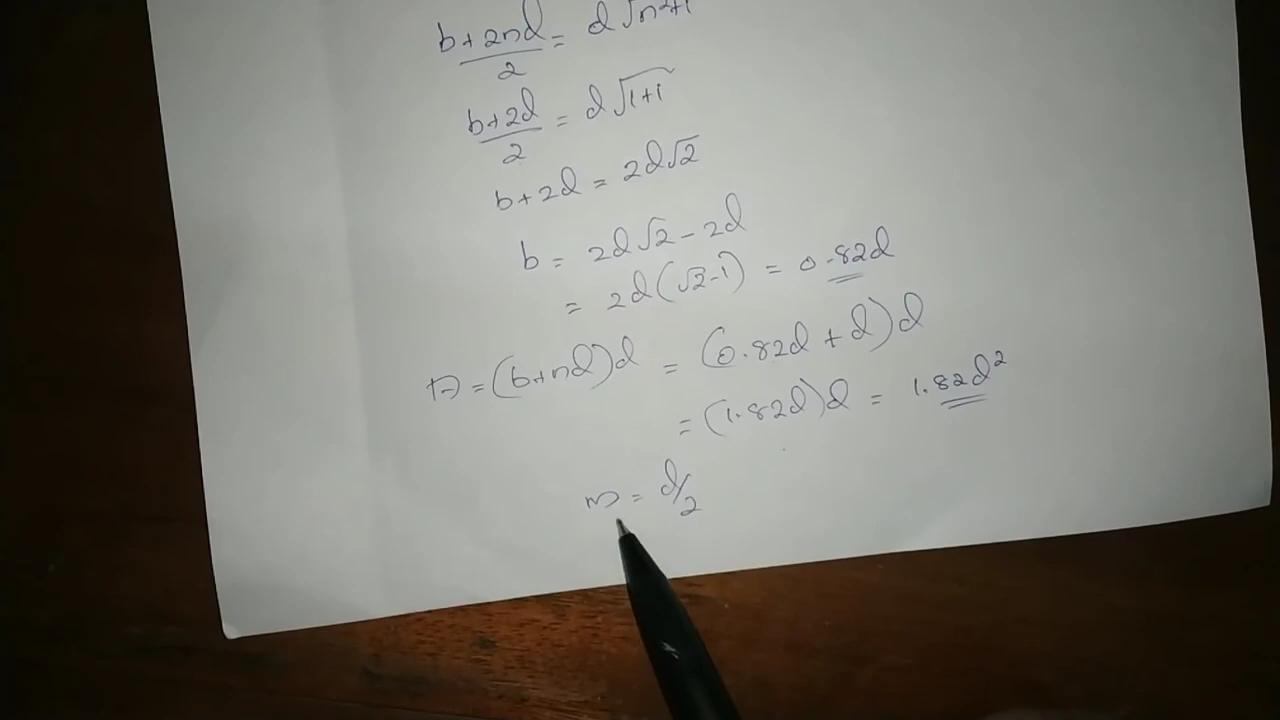 b+2nd/2 = d√n²+1
b+2d/2 = d√1+1
b+2d = 2d√2
b = 2d√2 - 2d
= 2d(√2-1) = 0.82d
A = (b+nd)d = (0.82d + d)d
= (1.82d)d = 1.82d²
m = d/2